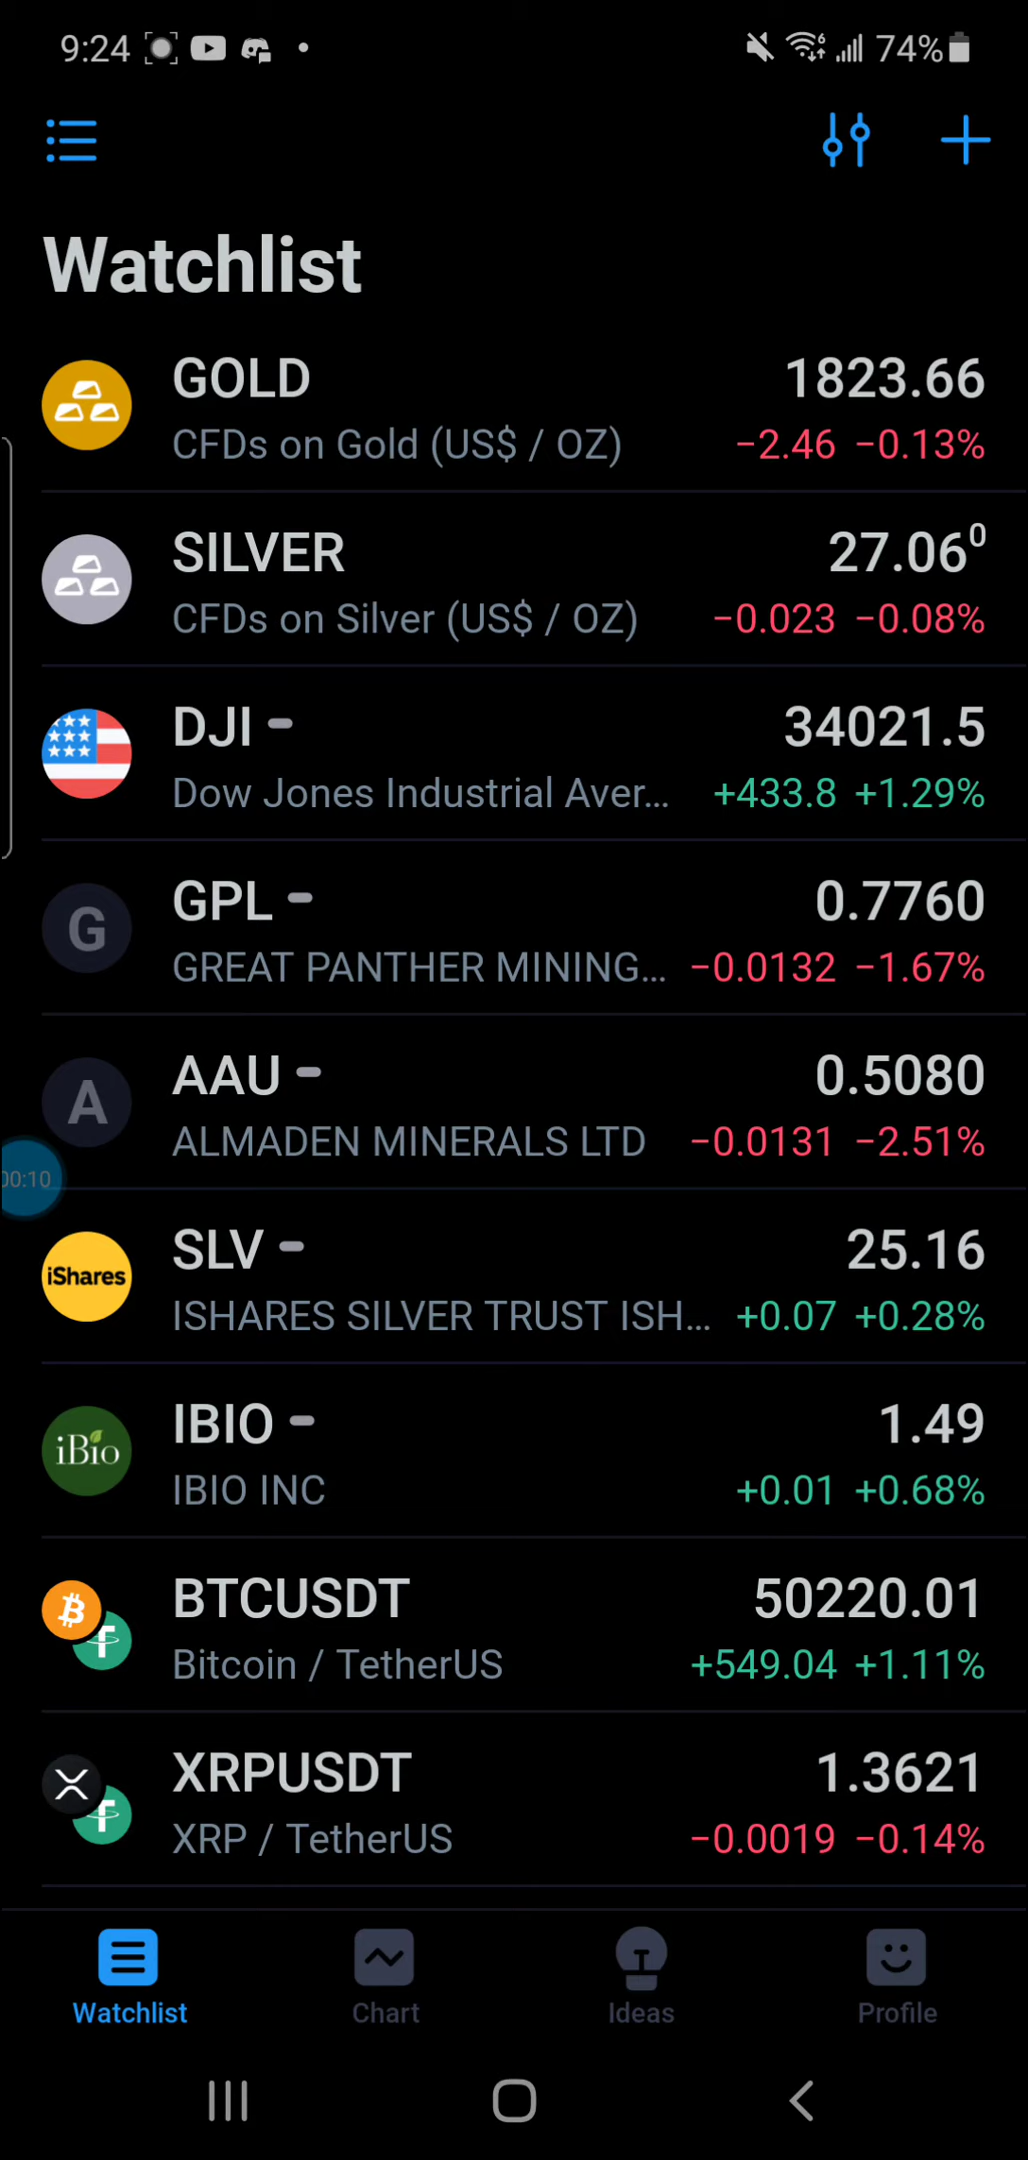 9:24 74%
Watchlist
GOLD 1823.66
CFDs on Gold (US$ / OZ) −2.46 −0.13%
SILVER 27.06⁰
CFDs on Silver (US$ / OZ) −0.023 −0.08%
DJI 34021.5
Dow Jones Industrial Aver... +433.8 +1.29%
G GPL 0.7760
GREAT PANTHER MINING... −0.0132 −1.67%
A AAU 0.5080
ALMADEN MINERALS LTD −0.0131 −2.51%
00:10
SLV 25.16
iShares ISHARES SILVER TRUST ISH... +0.07 +0.28%
IBIO 1.49
iBio IBIO INC +0.01 +0.68%
BTCUSDT 50220.01
Bitcoin / TetherUS +549.04 +1.11%
XRPUSDT 1.3621
XRP / TetherUS −0.0019 −0.14%
Watchlist Chart Ideas Profile